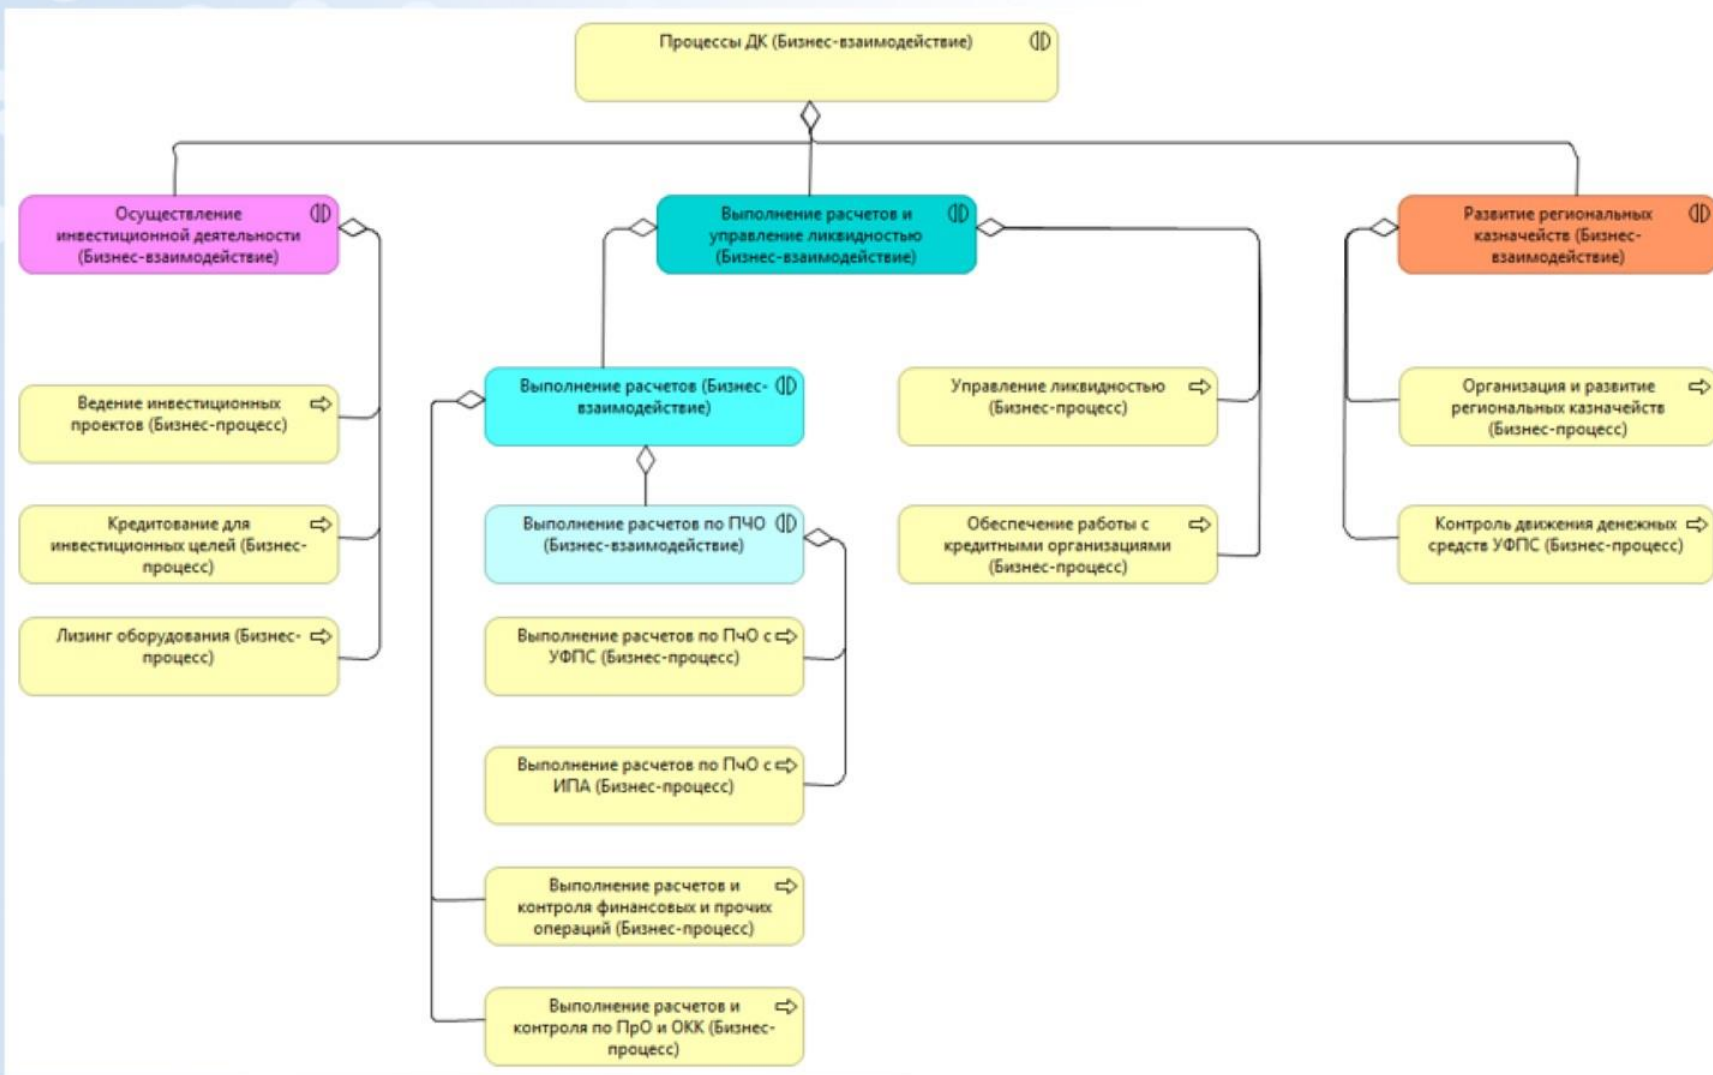 Процессы ДК (Бизнес-взаимодействие)
Осуществление
инвестиционной деятельности
(Бизнес-взаимодействие)
Выполнение расчетов и
управление ликвидностью
(Бизнес-взаимодействие)
Развитие региональных
казначейств (Бизнес-
взаимодействие)
Ведение инвестиционных
проектов (Бизнес-процесс)
Кредитование для
инвестиционных целей (Бизнес-
процесс)
Лизинг оборудования (Бизнес-
процесс)
Выполнение расчетов (Бизнес-
взаимодействие)
Выполнение расчетов по ПЧО
(Бизнес-взаимодействие)
Выполнение расчетов по ПчО с
УФПС (Бизнес-процесс)
Выполнение расчетов по ПчО с
ИПА (Бизнес-процесс)
Выполнение расчетов и
контроля финансовых и прочих
операций (Бизнес-процесс)
Выполнение расчетов и
контроля по ПрО и ОКК (Бизнес-
процесс)
Управление ликвидностью
(Бизнес-процесс)
Обеспечение работы с
кредитными организациями
(Бизнес-процесс)
Организация и развитие
региональных казначейств
(Бизнес-процесс)
Контроль движения денежных
средств УФПС (Бизнес-процесс)